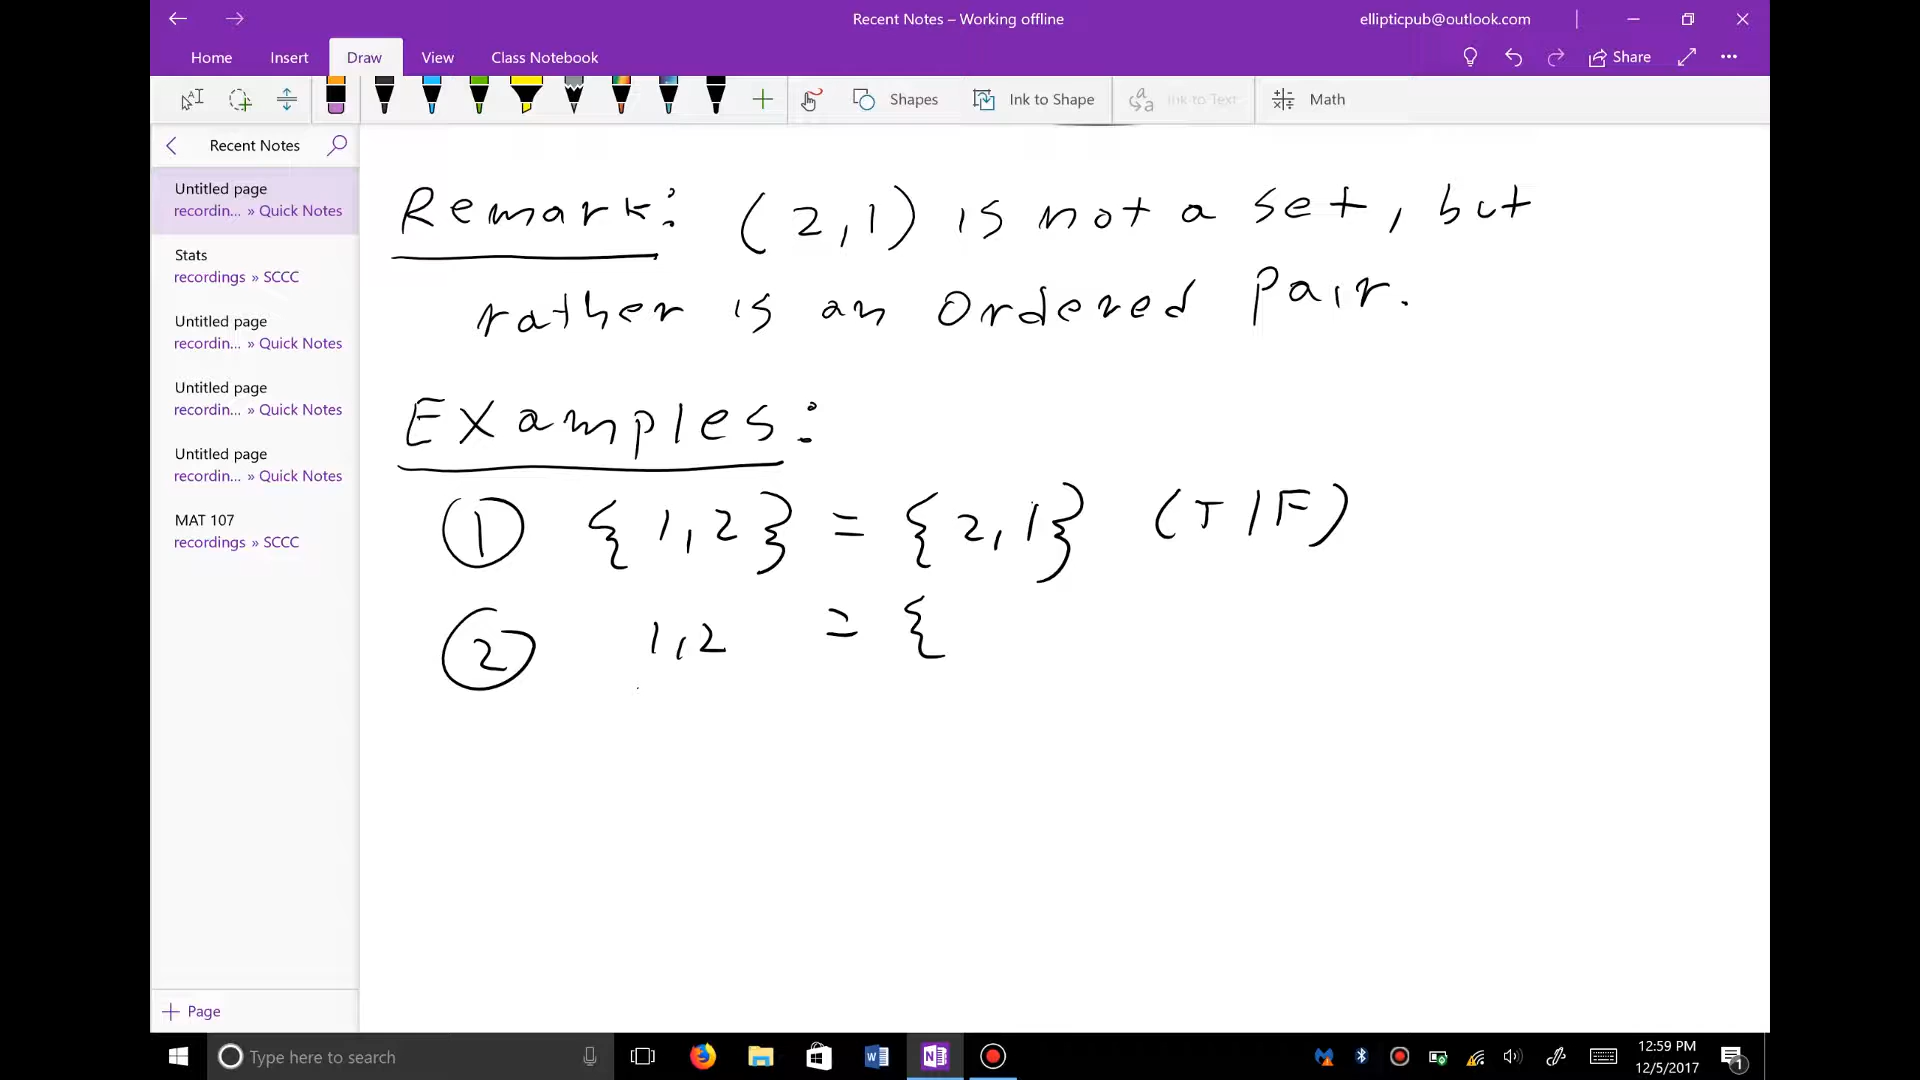 Recent Notes – Working offline
ellipticpub@outlook.com
Home Insert Draw View Class Notebook
Share
Shapes Ink to Shape Ink to Text Math
Recent Notes
Untitled page
recordin... » Quick Notes
Stats
recordings » SCCC
Untitled page
recordin... » Quick Notes
Untitled page
recordin... » Quick Notes
Untitled page
recordin... » Quick Notes
MAT 107
recordings » SCCC
Page
Remark: (2,1) is not a set, but
rather is an ordered pair.
Examples:
① {1,2} = {2,1} (T/F)
② 1,2 = {
Type here to search
12:59 PM
12/5/2017
1